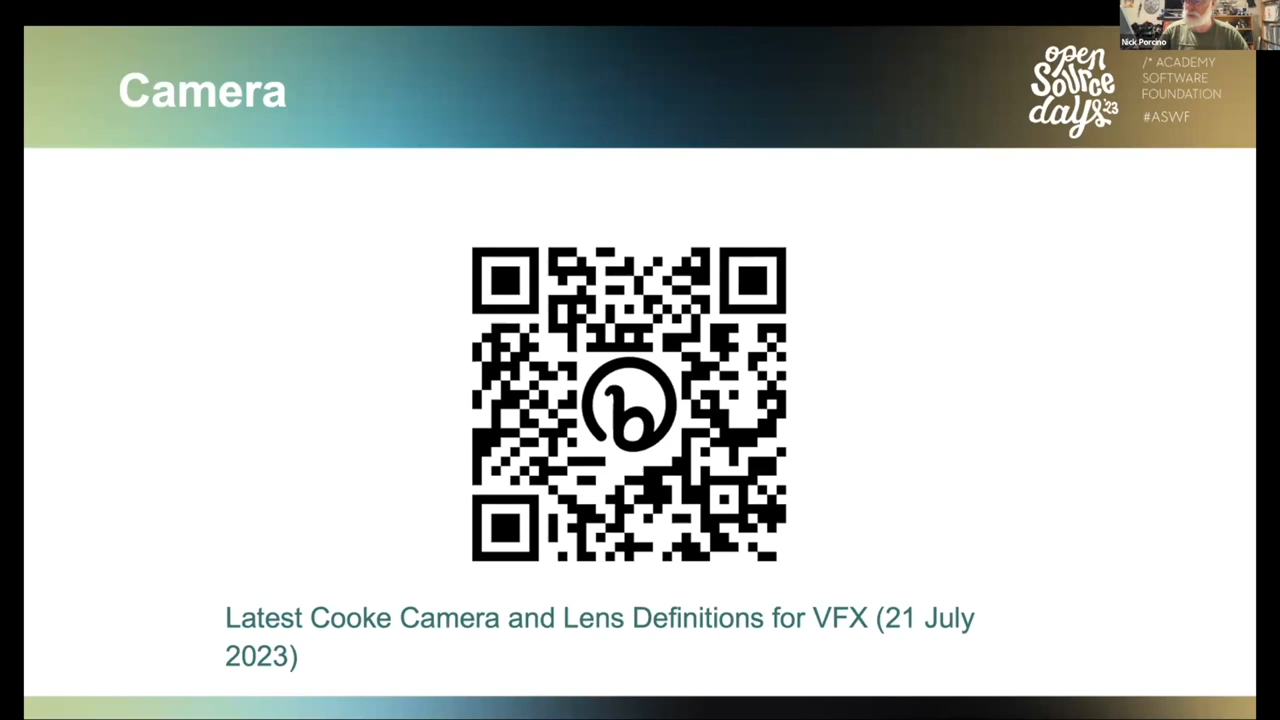 Nick Porcino
Camera
open
Source
days '23
/* ACADEMY
SOFTWARE
FOUNDATION
#ASWF
b
Latest Cooke Camera and Lens Definitions for VFX (21 July
2023)